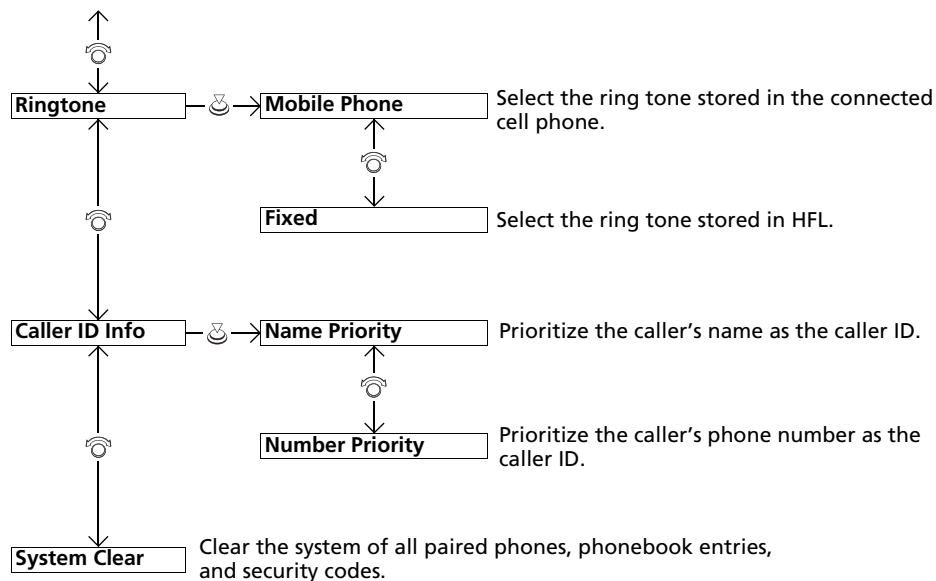 Ringtone
Mobile Phone
Select the ring tone stored in the connected
cell phone.
Fixed
Select the ring tone stored in HFL.
Caller ID Info
Name Priority
Prioritize the caller’s name as the caller ID.
Number Priority
Prioritize the caller’s phone number as the
caller ID.
System Clear
Clear the system of all paired phones, phonebook entries,
and security codes.